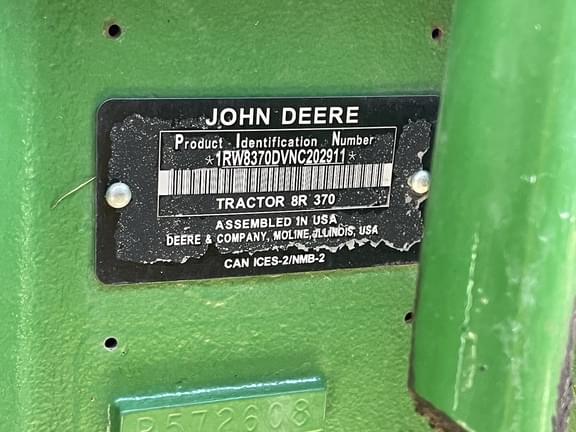 JOHN DEERE
Product Identification Number
*1RW8370DVNC202911*
TRACTOR 8R 370
ASSEMBLED IN USA
DEERE & COMPANY, MOLINE, ILLINOIS, USA
CAN ICES-2/NMB-2
R572608